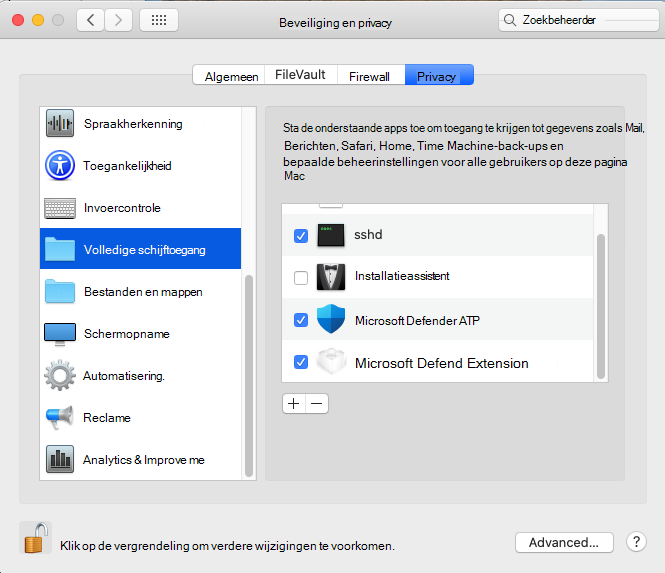 Beveiliging en privacy
Zoekbeheerder
Algemeen
FileVault
Firewall
Privacy
Spraakherkenning
Toegankelijkheid
Invoercontrole
Volledige schijftoegang
Bestanden en mappen
Schermopname
Automatisering.
Reclame
Analytics & Improve me
Sta de onderstaande apps toe om toegang te krijgen tot gegevens zoals Mail,
Berichten, Safari, Home, Time Machine-back-ups en
bepaalde beheerinstellingen voor alle gebruikers op deze pagina
Mac
sshd
Installatieassistent
Microsoft Defender ATP
Microsoft Defend Extension
Klik op de vergrendeling om verdere wijzigingen te voorkomen.
Advanced...
?